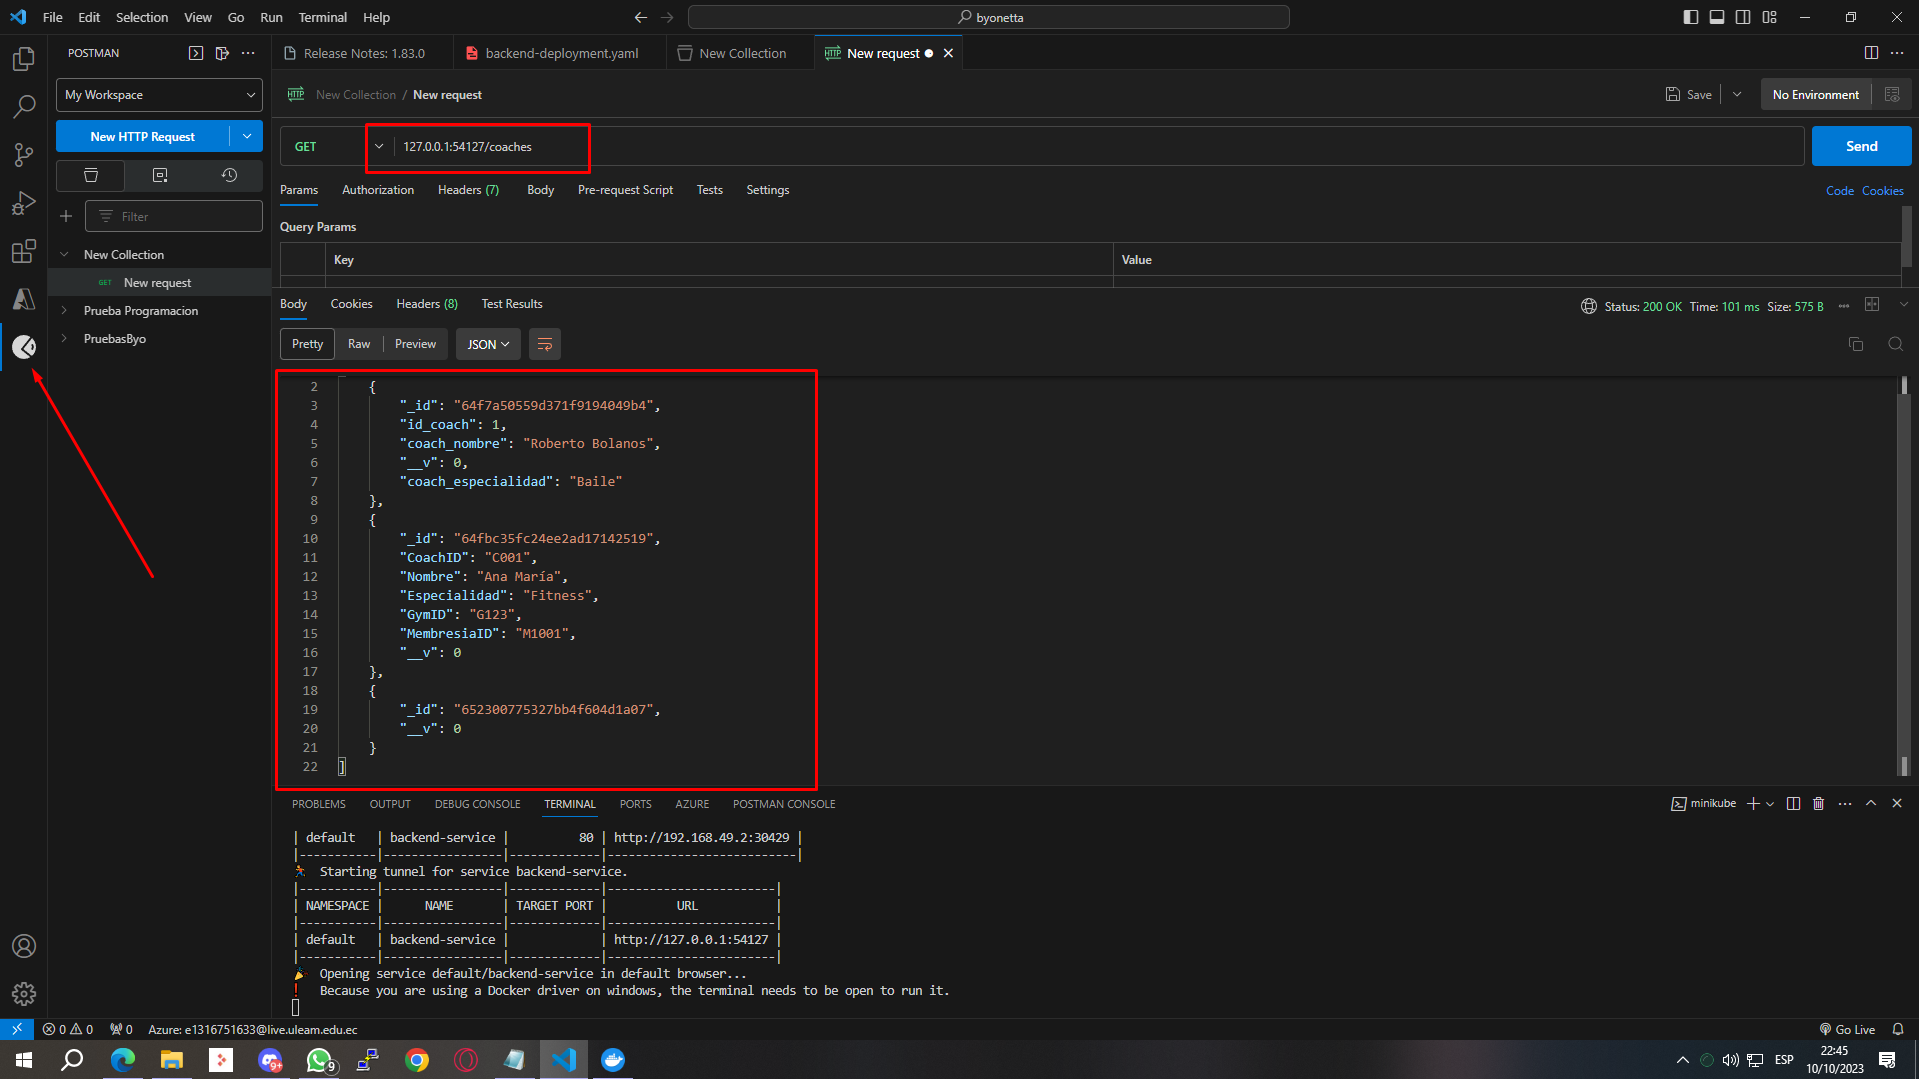 File Edit Selection View Go Run Terminal Help
byonetta
POSTMAN
Release Notes: 1.83.0
backend-deployment.yaml
New Collection
New request
My Workspace
New Collection / New request
Save
No Environment
New HTTP Request
GET
127.0.0.1:54127/coaches
Send
Params Authorization Headers (7) Body Pre-request Script Tests Settings
Code Cookies
Filter
Query Params
Key Value
New Collection
GET New request
Prueba Programacion
PruebasByo
Body Cookies Headers (8) Test Results
Status: 200 OK Time: 101 ms Size: 575 B
Pretty Raw Preview JSON
2 {
3 "_id": "64f7a50559d371f9194049b4",
4 "id_coach": 1,
5 "coach_nombre": "Roberto Bolanos",
6 "__v": 0,
7 "coach_especialidad": "Baile"
8 },
9 {
10 "_id": "64fbc35fc24ee2ad17142519",
11 "CoachID": "C001",
12 "Nombre": "Ana María",
13 "Especialidad": "Fitness",
14 "GymID": "G123",
15 "MembresiaID": "M1001",
16 "__v": 0
17 },
18 {
19 "_id": "652300775327bb4f604d1a07",
20 "__v": 0
21 }
22 ]
PROBLEMS OUTPUT DEBUG CONSOLE TERMINAL PORTS AZURE POSTMAN CONSOLE
minikube
| default | backend-service | 80 | http://192.168.49.2:30429 |
|-----------|-----------------|-------------|---------------------------|
Starting tunnel for service backend-service.
|-----------|-----------------|-------------|------------------------|
| NAMESPACE | NAME | TARGET PORT | URL |
|-----------|-----------------|-------------|------------------------|
| default | backend-service | | http://127.0.0.1:54127 |
|-----------|-----------------|-------------|------------------------|
Opening service default/backend-service in default browser...
! Because you are using a Docker driver on windows, the terminal needs to be open to run it.
0 0 0 Azure: e1316751633@live.uleam.edu.ec
Go Live
9+
9
ESP
22:45
10/10/2023